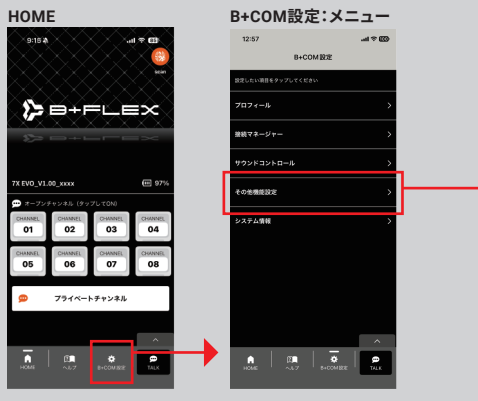 HOME
9:15
SCAN
B+FLEX
7X EVO_V1.00_xxxx
97%
オープンチャンネル（タップしてON）
CHANNEL
01
CHANNEL
02
CHANNEL
03
CHANNEL
04
CHANNEL
05
CHANNEL
06
CHANNEL
07
CHANNEL
08
プライベートチャンネル
HOME
ヘルプ
B+COM設定
TALK
B+COM設定：メニュー
12:57
100
B+COM設定
設定したい項目をタップしてください
プロフィール
接続マネージャー
サウンドコントロール
その他機能設定
システム情報
HOME
ヘルプ
B+COM設定
TALK